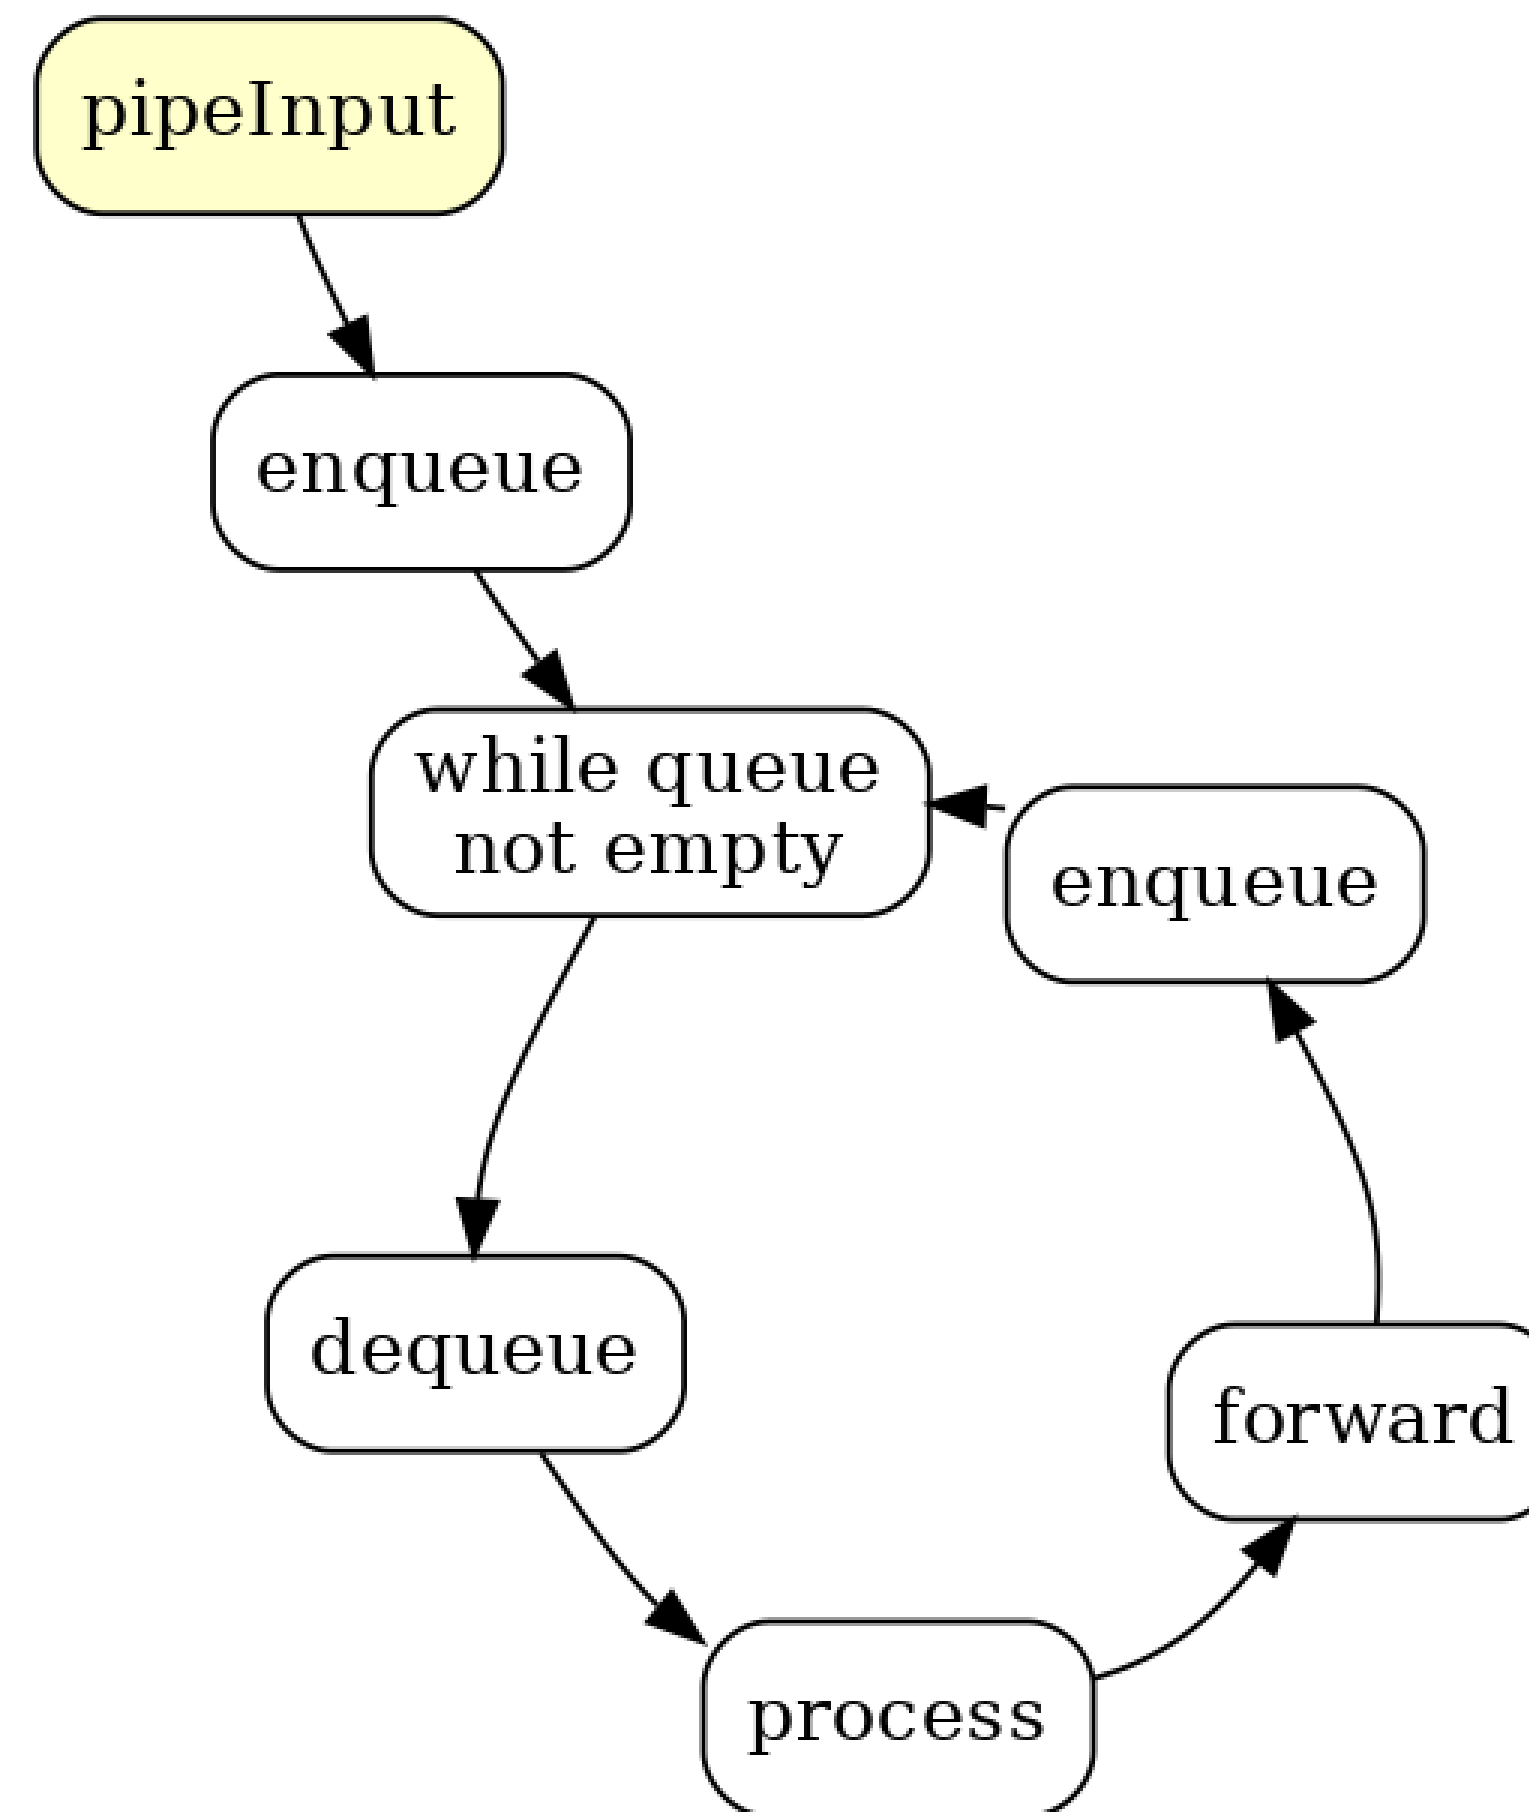 pipeInput
enqueue
while queue
not empty
enqueue
dequeue
forward
process